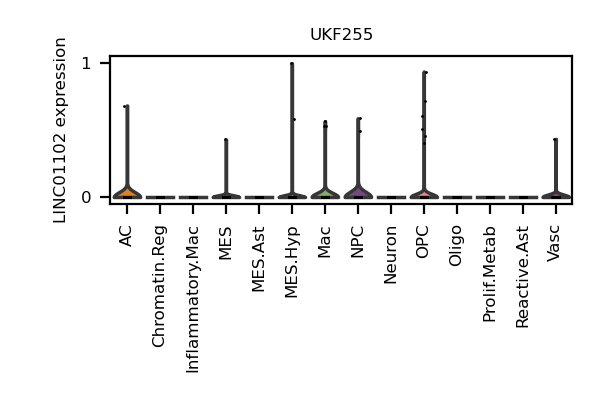 UKF255
LINC01102 expression
1
0
AC
Chromatin.Reg
Inflammatory.Mac
MES
MES.Ast
MES.Hyp
Mac
NPC
Neuron
OPC
Oligo
Prolif.Metab
Reactive.Ast
Vasc